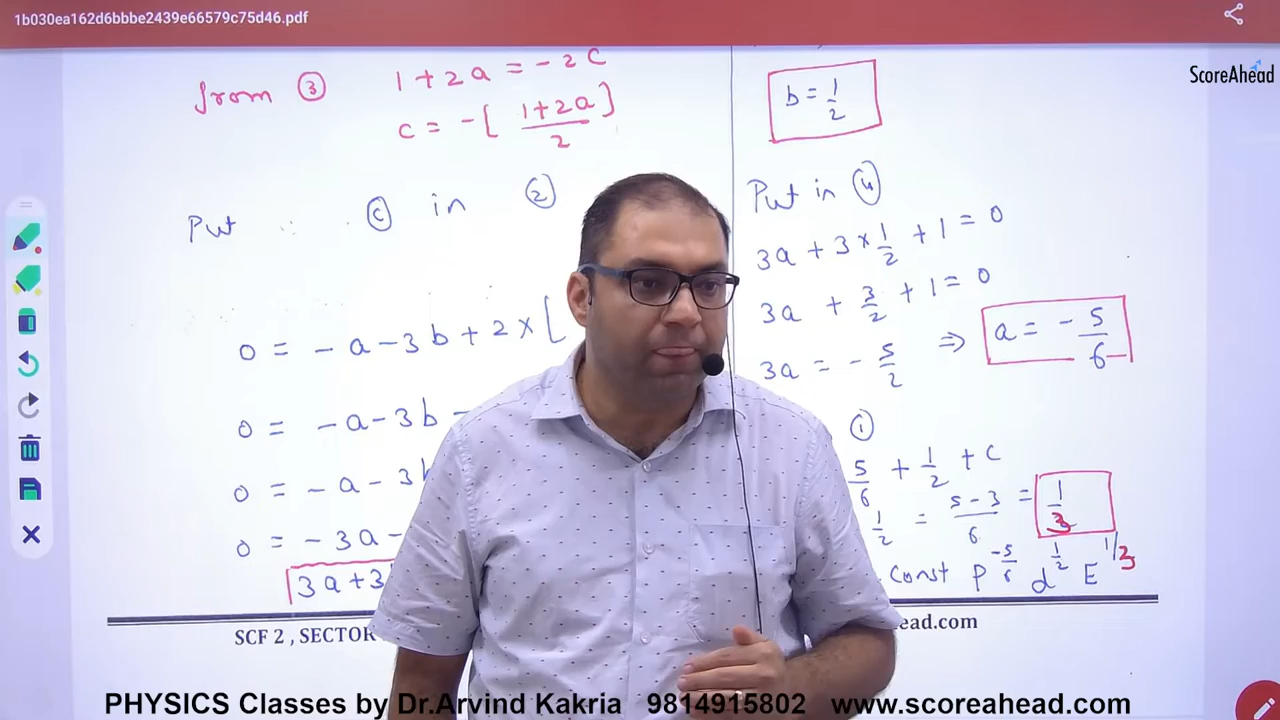 1b030ea162d6bbbe2439e66579c75d46.pdf
ScoreAhead
from ③ 1 + 2a = -2c
c = -[ (1+2a)/2 ]
Put © in ②
0 = -a - 3b + 2 × [
0 = -a - 3b -
0 = -a - 3b
0 = -3a -
3a + 3
b = 1/2
Put in ④
3a + 3 × 1/2 + 1 = 0
3a + 3/2 + 1 = 0
3a = - 5/2 ⇒ a = - 5/6
①
5/6 + 1/2 + c
1/2 = (5-3)/6 = 1/3
Const P^(-5/6) d^(1/2) E^(1/3)
SCF 2 , SECTOR
ead.com
PHYSICS Classes by Dr.Arvind Kakria 9814915802 www.scoreahead.com